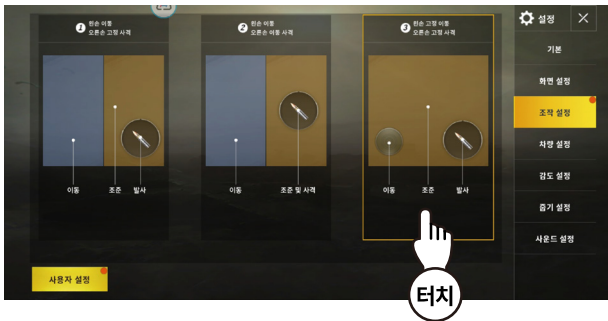 설정
1 왼손 이동
오른손 고정 사격
2 왼손 이동
오른손 이동 사격
3 왼손 고정 이동
오른손 고정 사격
이동 조준 발사
이동 조준 및 사격
이동 조준 발사
기본
화면 설정
조작 설정
차량 설정
감도 설정
줍기 설정
사운드 설정
사용자 설정
터치